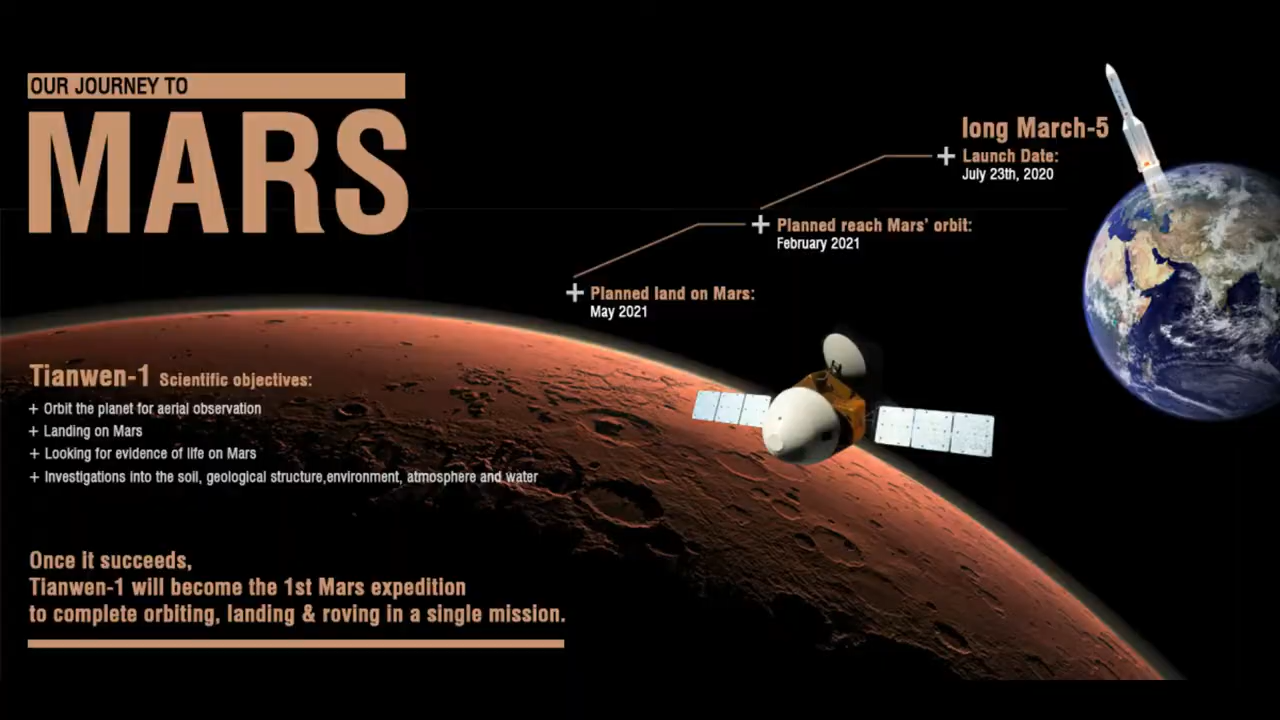 OUR JOURNEY TO
MARS
long March-5
Launch Date:
July 23th, 2020
Planned reach Mars' orbit:
February 2021
Planned land on Mars:
May 2021
Tianwen-1 Scientific objectives:
+ Orbit the planet for aerial observation
+ Landing on Mars
+ Looking for evidence of life on Mars
+ Investigations into the soil, geological structure,environment, atmosphere and water
Once it succeeds,
Tianwen-1 will become the 1st Mars expedition
to complete orbiting, landing & roving in a single mission.